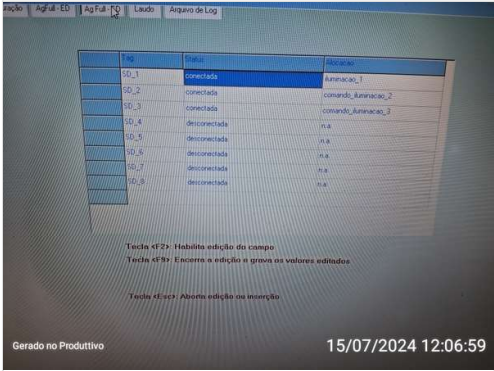 AgFull - ED Ag Full - SD Laudo Arquivo de Log
Tag Status Alocacao
SD_1 conectada iluminacao_1
SD_2 conectada comando_iluminacao_2
SD_3 conectada comando_iluminacao_3
SD_4 desconectada n.a
SD_5 desconectada n.a
SD_6 desconectada n.a
SD_7 desconectada n.a
SD_8 desconectada n.a
Tecla <F2>: Habilita edição do campo
Tecla <F9>: Encerra a edição e grava os valores editados
Tecla <Esc>: Aborta edição ou inserção
Gerado no Produttivo 15/07/2024 12:06:59